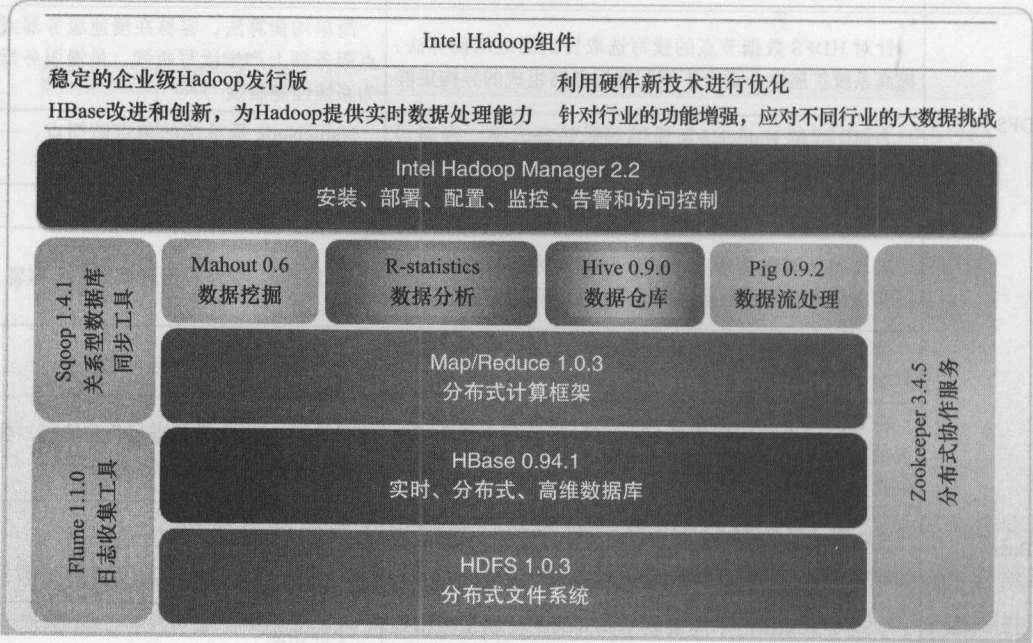 Intel Hadoop组件
稳定的企业级Hadoop发行版
利用硬件新技术进行优化
HBase改进和创新，为Hadoop提供实时数据处理能力
针对行业的功能增强，应对不同行业的大数据挑战
Intel Hadoop Manager 2.2
安装、部署、配置、监控、告警和访问控制
Sqoop 1.4.1
关系型数据库
同步工具
Mahout 0.6
数据挖掘
R-statistics
数据分析
Hive 0.9.0
数据仓库
Pig 0.9.2
数据流处理
Map/Reduce 1.0.3
分布式计算框架
Flume 1.1.0
日志收集工具
HBase 0.94.1
实时、分布式、高维数据库
HDFS 1.0.3
分布式文件系统
Zookeeper 3.4.5
分布式协作服务